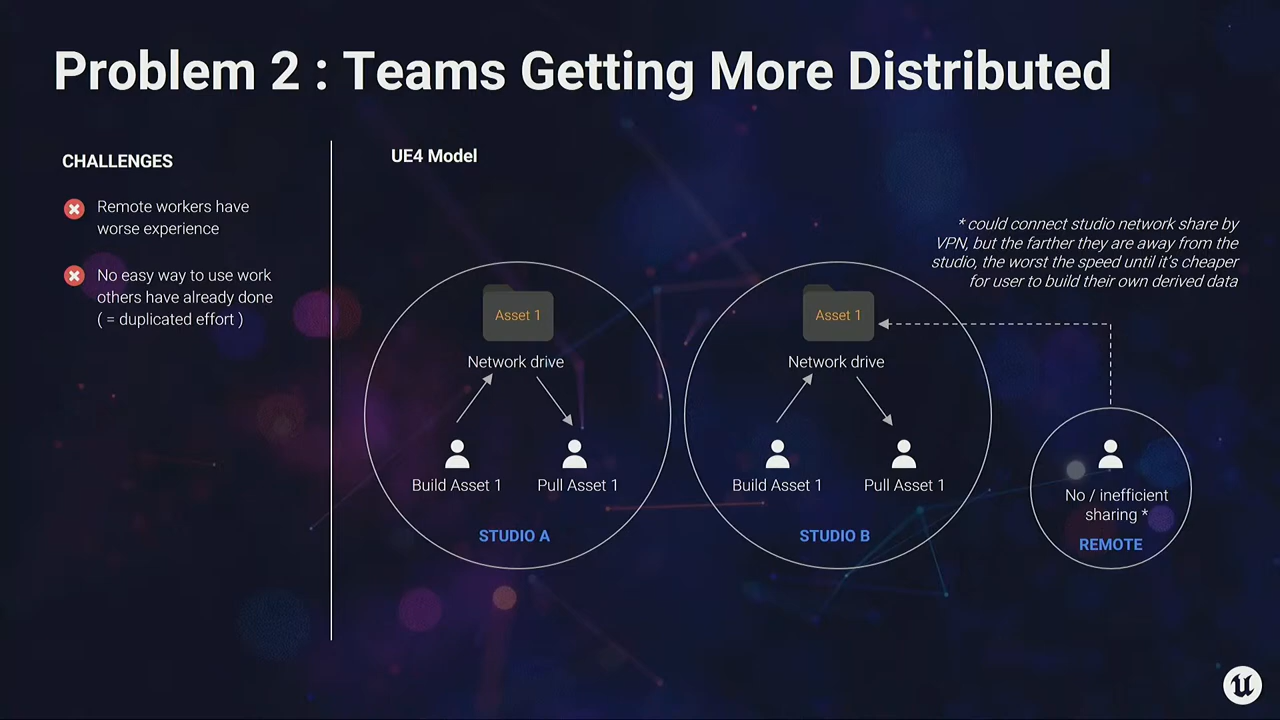 Problem 2 : Teams Getting More Distributed
CHALLENGES
Remote workers have
worse experience
No easy way to use work
others have already done
( = duplicated effort )
UE4 Model
* could connect studio network share by
VPN, but the farther they are away from the
studio, the worst the speed until it's cheaper
for user to build their own derived data
Asset 1
Network drive
Build Asset 1
Pull Asset 1
STUDIO A
Asset 1
Network drive
Build Asset 1
Pull Asset 1
STUDIO B
No / inefficient
sharing *
REMOTE